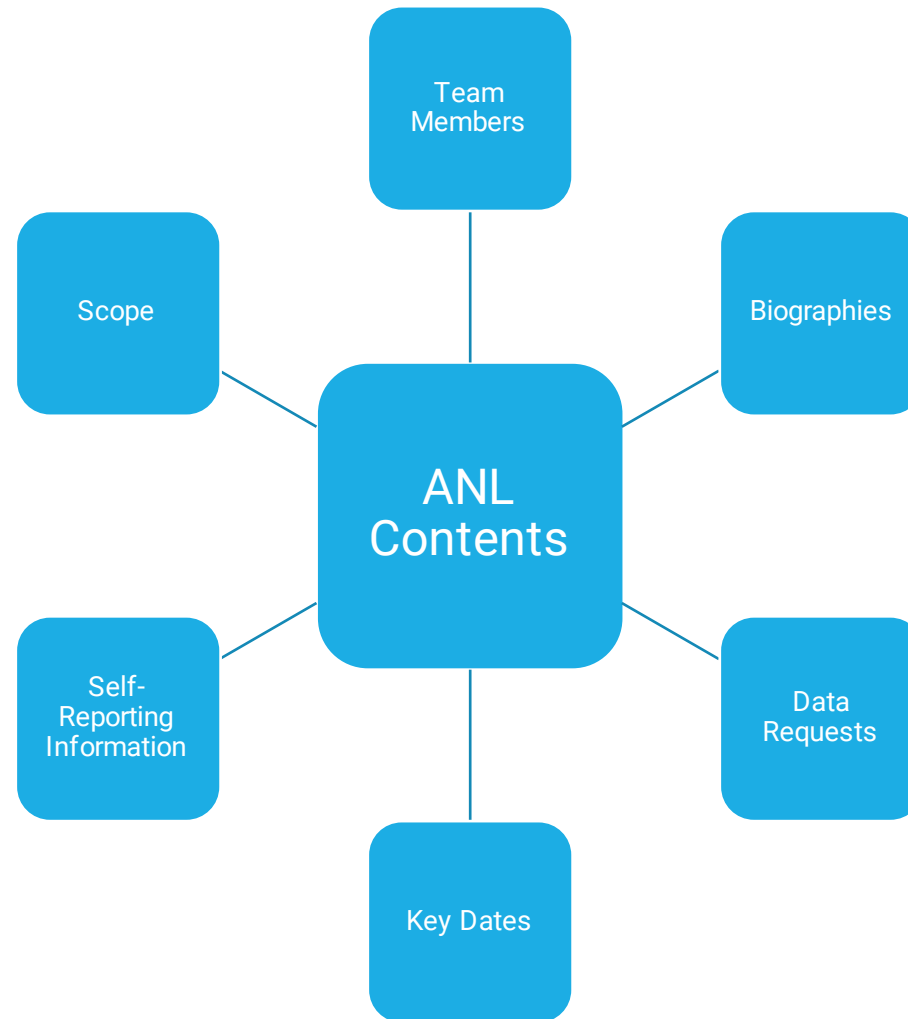 Team
Members
Scope
Biographies
ANL
Contents
Self-
Reporting
Information
Data
Requests
Key Dates